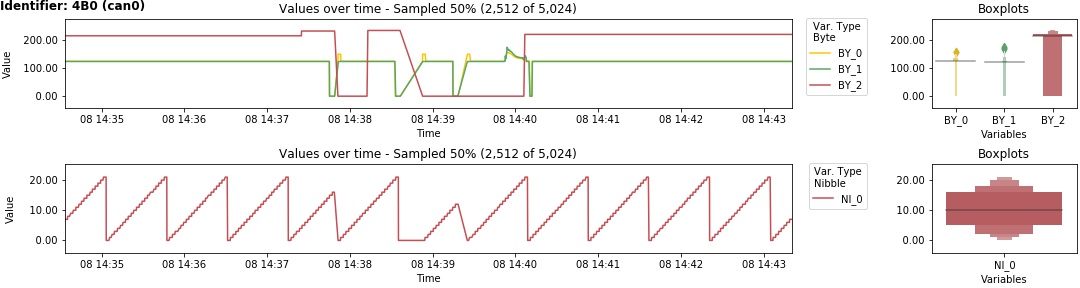 Identifier: 4B0 (can0)
Values over time - Sampled 50% (2,512 of 5,024)
Boxplots
Value
200.00
100.00
0.00
08 14:35 08 14:36 08 14:37 08 14:38 08 14:39 08 14:40 08 14:41 08 14:42 08 14:43
Time
Var. Type
Byte
BY_0
BY_1
BY_2
200.00
100.00
0.00
BY_0 BY_1 BY_2
Variables
Values over time - Sampled 50% (2,512 of 5,024)
Boxplots
Value
20.00
10.00
0.00
08 14:35 08 14:36 08 14:37 08 14:38 08 14:39 08 14:40 08 14:41 08 14:42 08 14:43
Time
Var. Type
Nibble
NI_0
20.00
10.00
0.00
NI_0
Variables